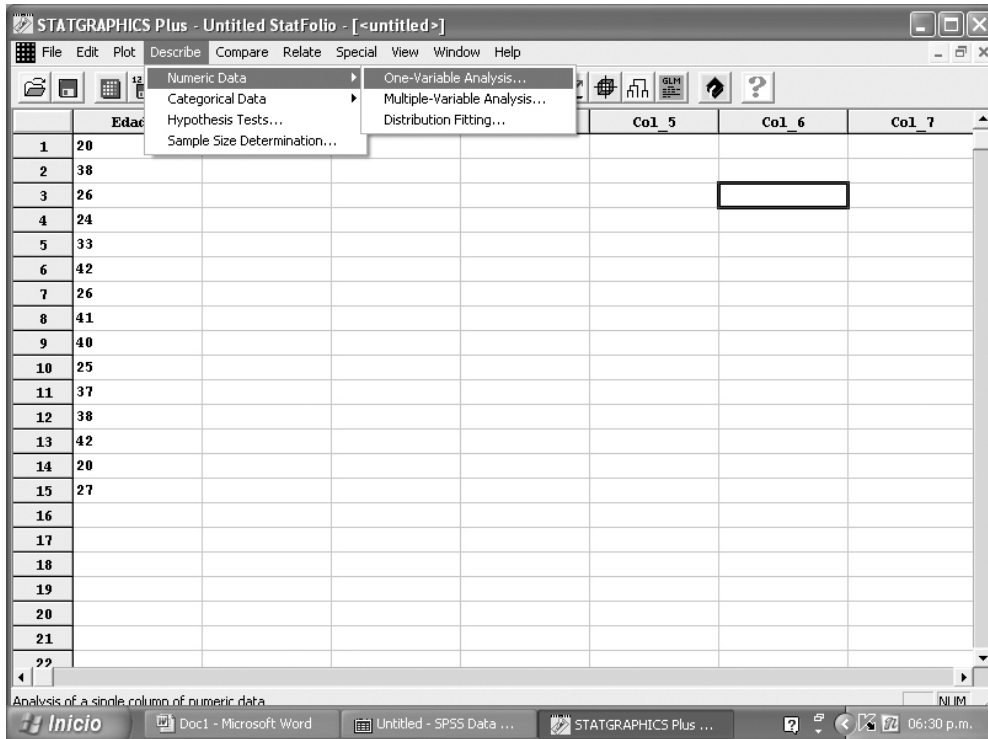 STATGRAPHICS Plus - Untitled StatFolio - [<untitled>]
File Edit Plot Describe Compare Relate Special View Window Help
Numeric Data
Categorical Data
Hypothesis Tests...
Sample Size Determination...
One-Variable Analysis...
Multiple-Variable Analysis...
Distribution Fitting...
12
GLM
Edad Col_5 Col_6 Col_7
1 20
2 38
3 26
4 24
5 33
6 42
7 26
8 41
9 40
10 25
11 37
12 38
13 42
14 20
15 27
16
17
18
19
20
21
22
Analysis of a single column of numeric data
NUM
Inicio Doc1 - Microsoft Word Untitled - SPSS Data ... STATGRAPHICS Plus ... 06:30 p.m.